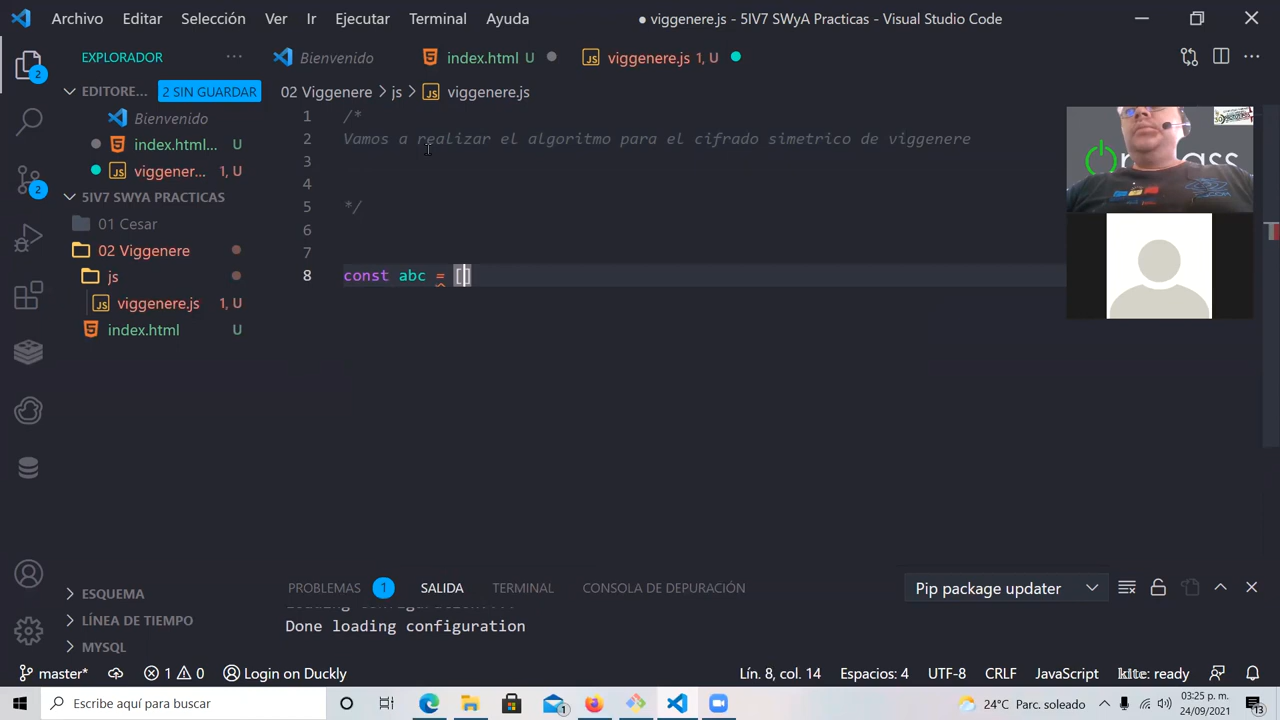 Archivo Editar Selección Ver Ir Ejecutar Terminal Ayuda
● viggenere.js - 5IV7 SWyA Practicas - Visual Studio Code
EXPLORADOR ···
Bienvenido index.html U viggenere.js 1, U
EDITORE... 2 SIN GUARDAR
02 Viggenere > js > viggenere.js
Bienvenido
index.html... U
viggener... 1, U
5IV7 SWYA PRACTICAS
01 Cesar
02 Viggenere
js
viggenere.js 1, U
index.html U
1 /*
2 Vamos a realizar el algoritmo para el cifrado simetrico de viggenere
3
4
5 */
6
7
8 const abc = []
ESQUEMA
LÍNEA DE TIEMPO
MYSQL
PROBLEMAS 1 SALIDA TERMINAL CONSOLA DE DEPURACIÓN Pip package updater
Done loading configuration
master* 1 0 Login on Duckly Lín. 8, col. 14 Espacios: 4 UTF-8 CRLF JavaScript kite: ready
Escribe aquí para buscar
24°C Parc. soleado
03:25 p. m.
24/09/2021
13